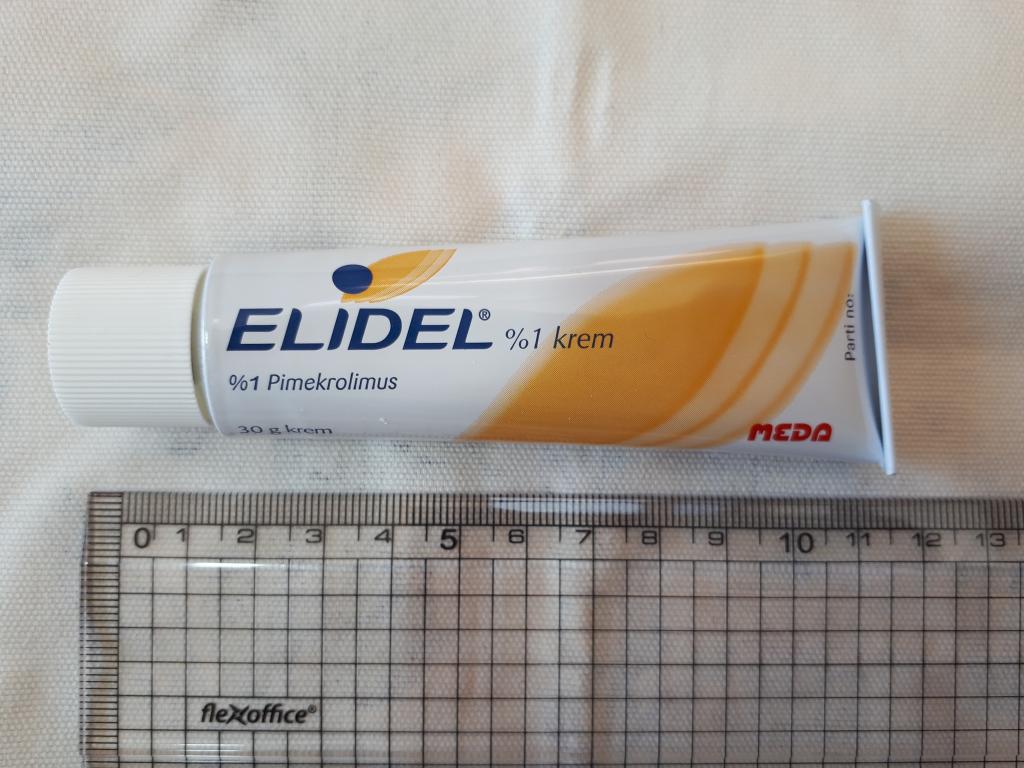 ELIDEL® %1 krem
%1 Pimekrolimus
30 g krem
Parti no:
MEDA
0 1 2 3 4 5 6 7 8 9 10 11 12 13
flexoffice®